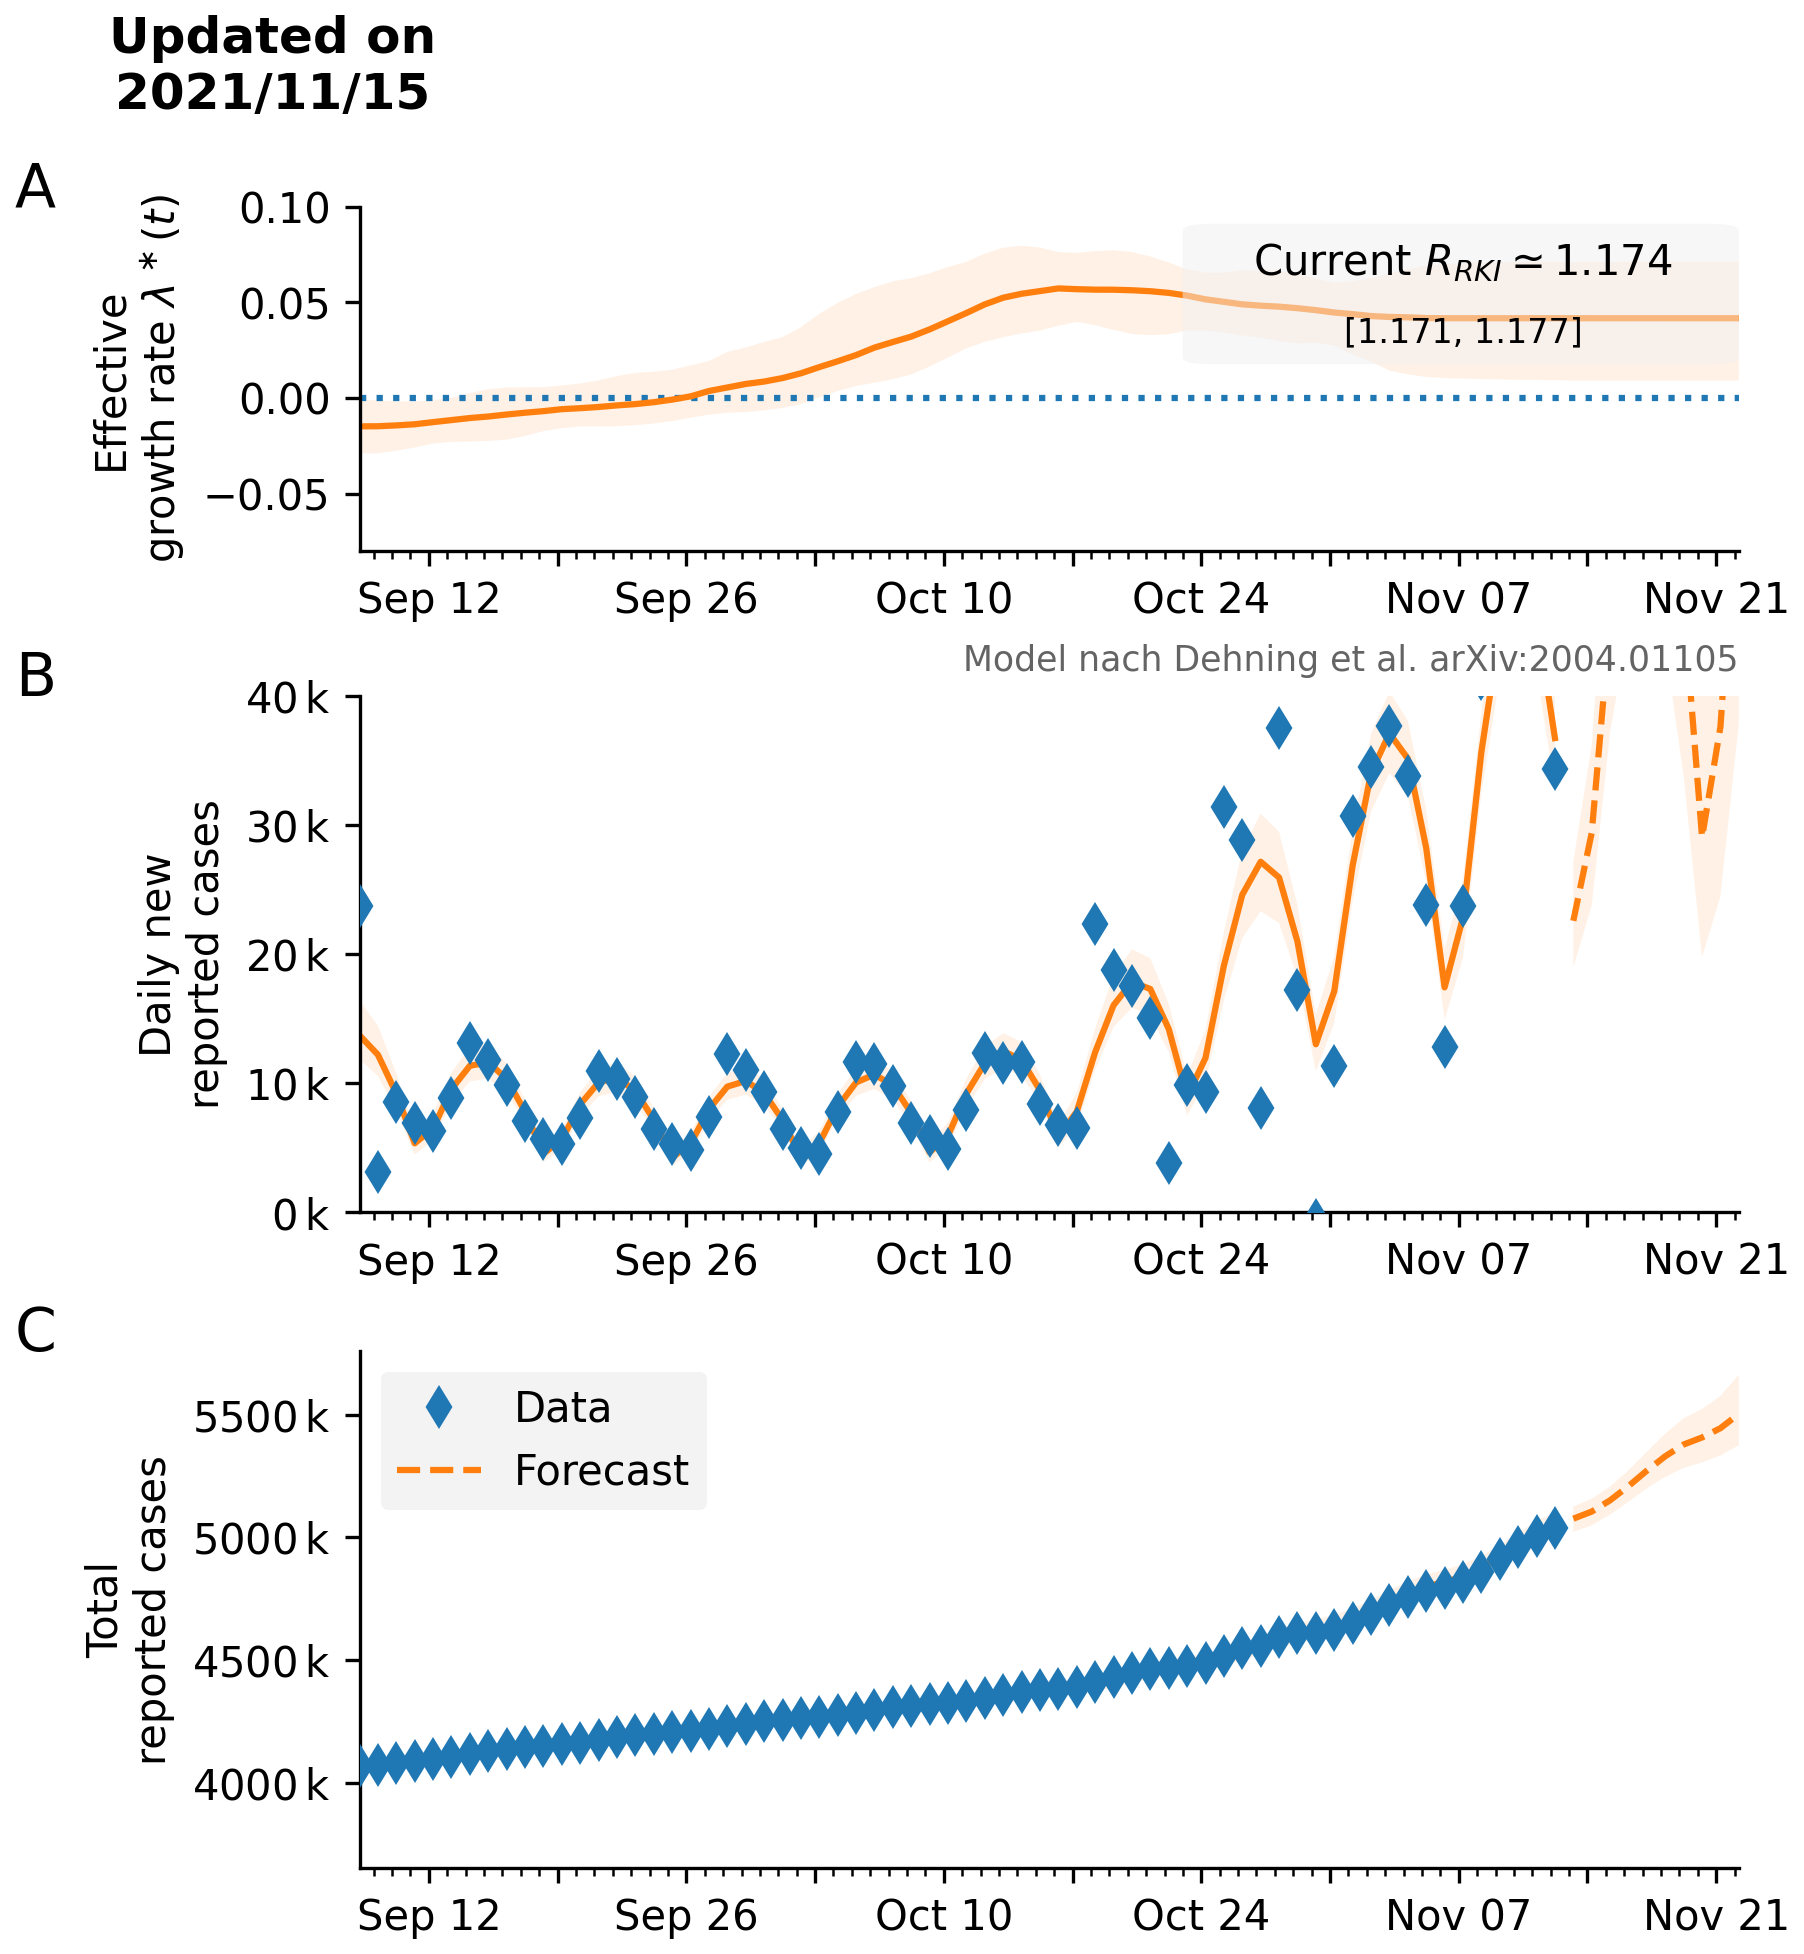 Updated on
2021/11/15
A
Effective
growth rate λ * (t)
0.10
0.05
0.00
−0.05
Current R_RKI ≃ 1.174
[1.171, 1.177]
Sep 12
Sep 26
Oct 10
Oct 24
Nov 07
Nov 21
Model nach Dehning et al. arXiv:2004.01105
B
Daily new
reported cases
40 k
30 k
20 k
10 k
0 k
Sep 12
Sep 26
Oct 10
Oct 24
Nov 07
Nov 21
C
Total
reported cases
5500 k
5000 k
4500 k
4000 k
Data
Forecast
Sep 12
Sep 26
Oct 10
Oct 24
Nov 07
Nov 21